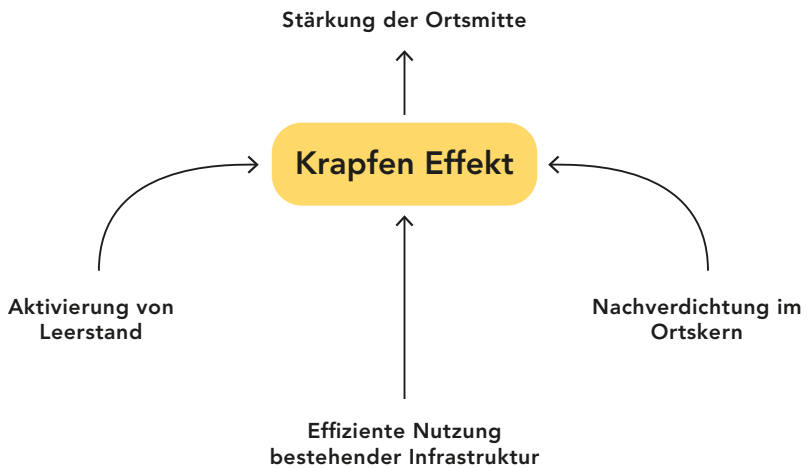 Stärkung der Ortsmitte
Krapfen Effekt
Aktivierung von
Leerstand
Nachverdichtung im
Ortskern
Effiziente Nutzung
bestehender Infrastruktur